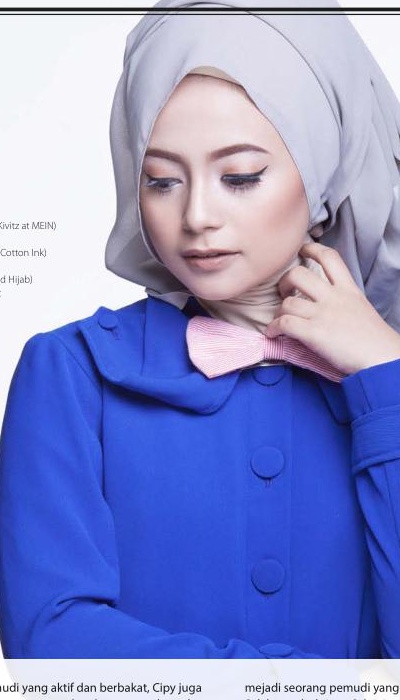 Kivitz at MEIN)
Cotton Ink)
d Hijab)
udi yang aktif dan berbakat, Cipy juga
mejadi seorang pemudi yang